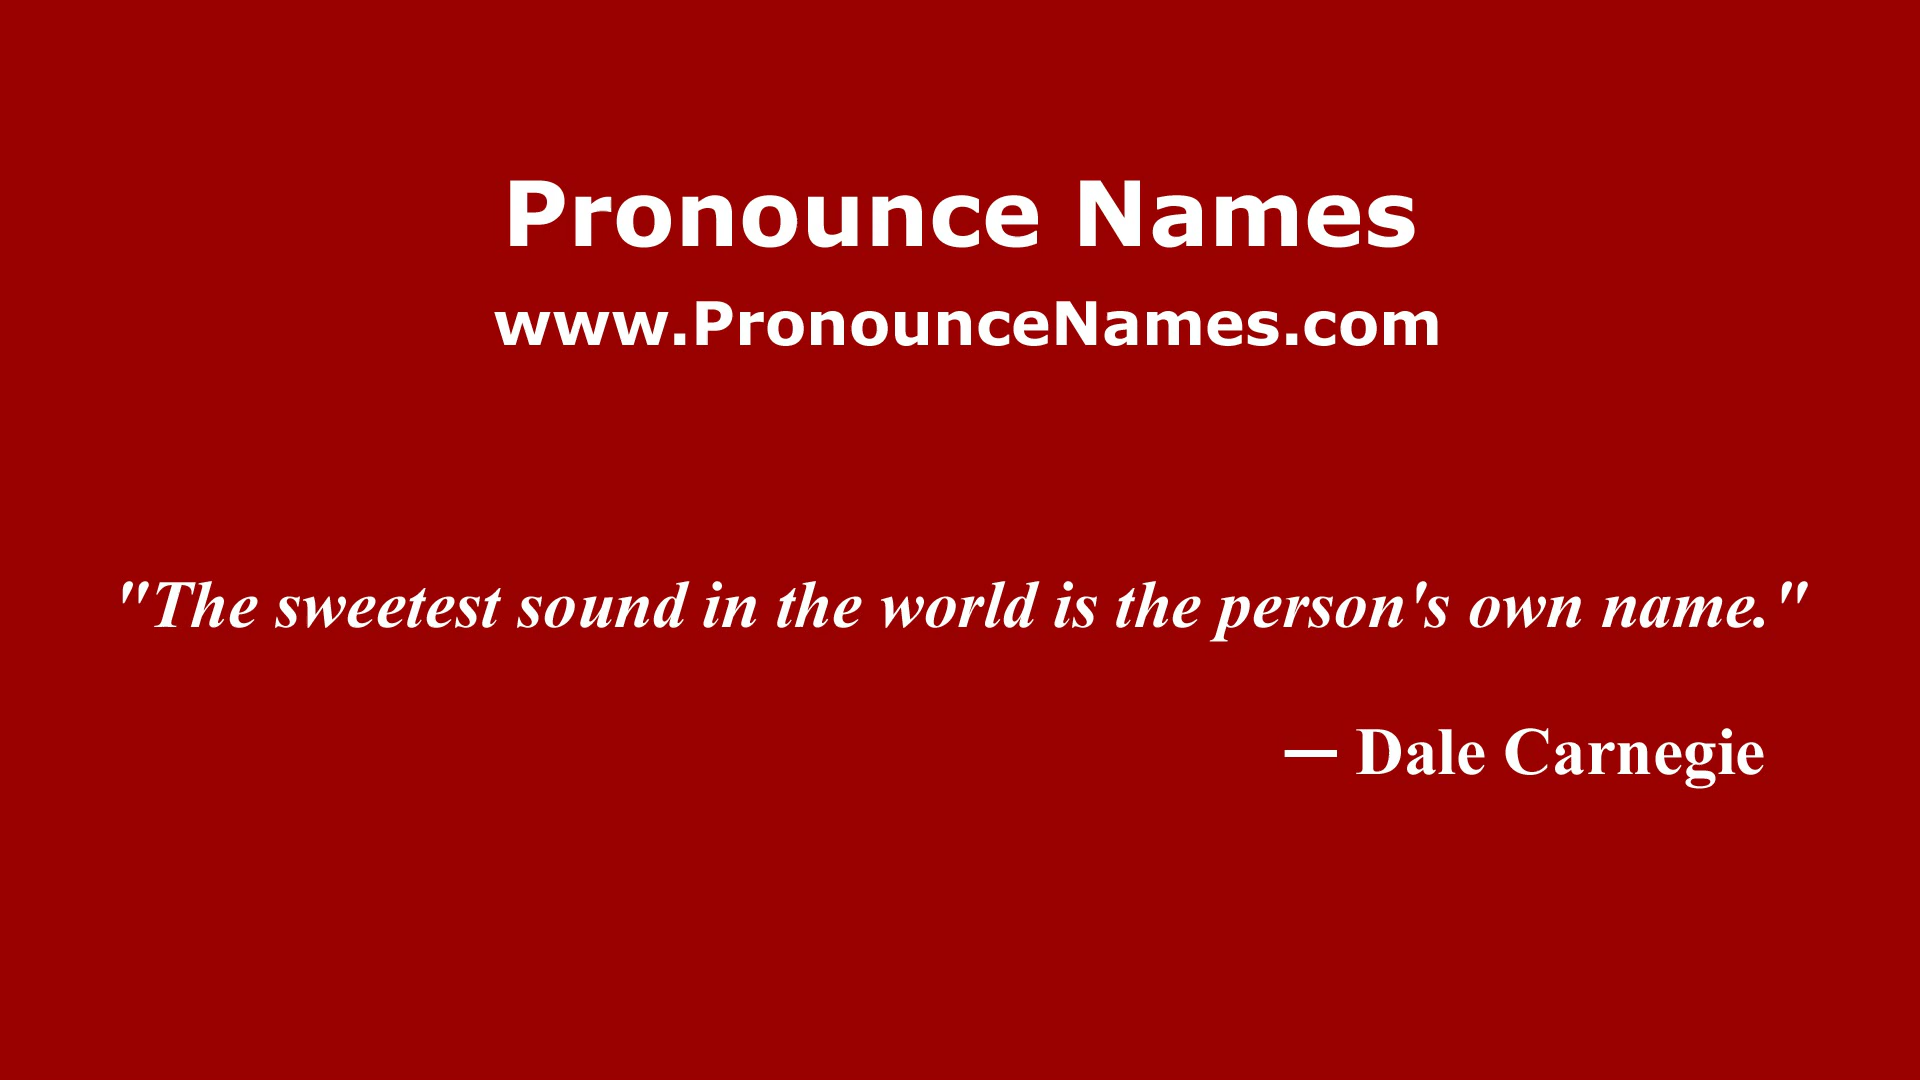 Pronounce Names
www.PronounceNames.com
"The sweetest sound in the world is the person's own name."
— Dale Carnegie